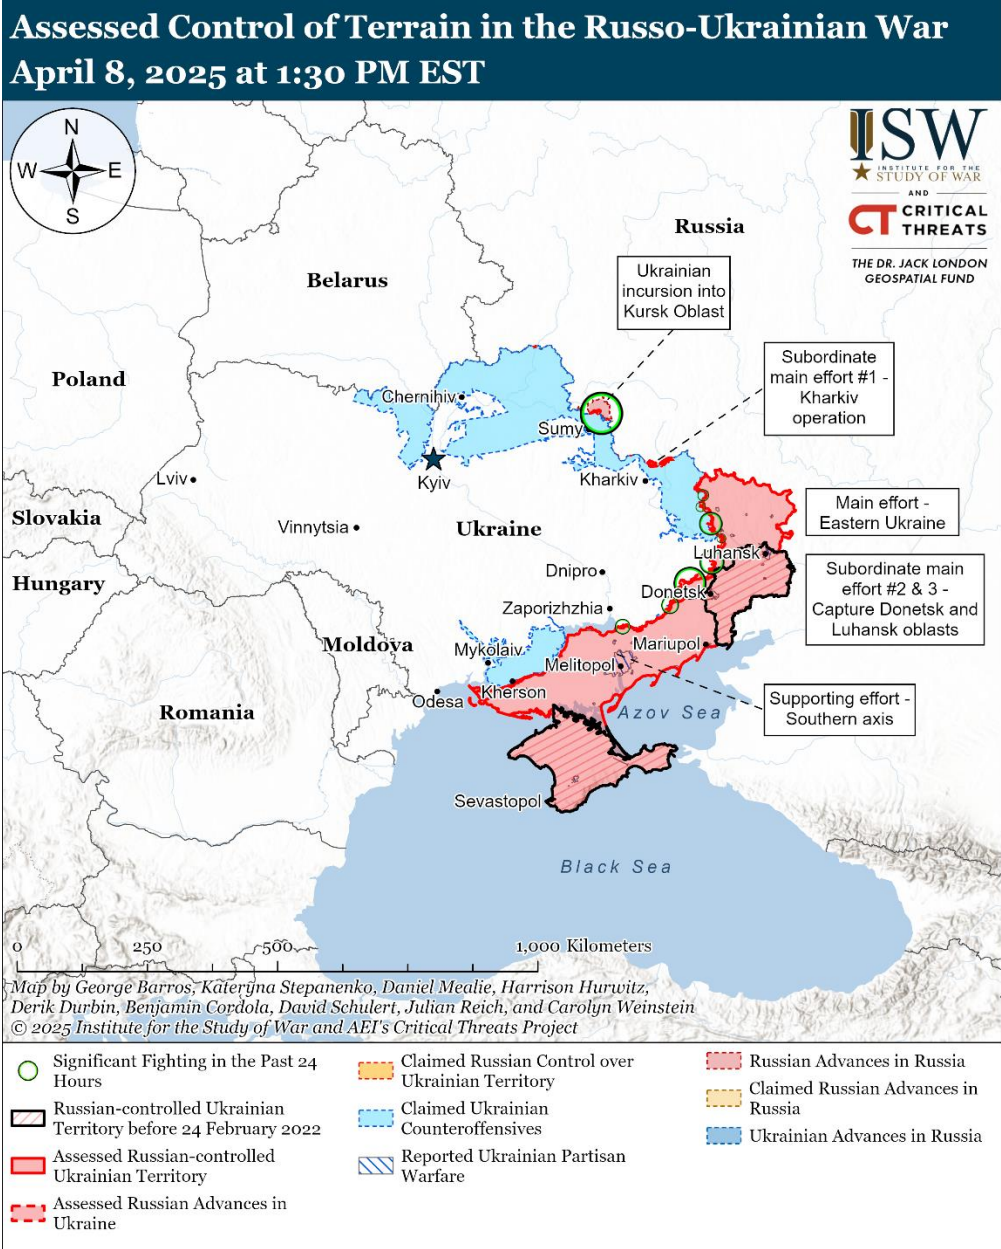 Assessed Control of Terrain in the Russo-Ukrainian War
April 8, 2025 at 1:30 PM EST
N
W
E
S
ISW
INSTITUTE FOR THE
STUDY OF WAR
AND
CT CRITICAL
THREATS
THE DR. JACK LONDON
GEOSPATIAL FUND
Russia
Belarus
Ukrainian
incursion into
Kursk Oblast
Poland
Subordinate
main effort #1 -
Kharkiv
operation
Chernihiv
Sumy
Lviv
Kyiv
Kharkiv
Slovakia
Vinnytsia
Ukraine
Main effort -
Eastern Ukraine
Hungary
Luhansk
Dnipro
Donetsk
Subordinate main
effort #2 & 3 -
Capture Donetsk and
Luhansk oblasts
Zaporizhzhia
Moldova
Mykolaiv
Mariupol
Melitopol
Kherson
Odesa
Romania
Azov Sea
Supporting effort -
Southern axis
Sevastopol
Black Sea
0
250
500
1,000 Kilometers
Map by George Barros, Kateryna Stepanenko, Daniel Mealie, Harrison Hurwitz,
Derik Durbin, Benjamin Cordola, David Schulert, Julian Reich, and Carolyn Weinstein
© 2025 Institute for the Study of War and AEI's Critical Threats Project
Significant Fighting in the Past 24
Hours
Russian-controlled Ukrainian
Territory before 24 February 2022
Assessed Russian-controlled
Ukrainian Territory
Assessed Russian Advances in
Ukraine
Claimed Russian Control over
Ukrainian Territory
Claimed Ukrainian
Counteroffensives
Reported Ukrainian Partisan
Warfare
Russian Advances in Russia
Claimed Russian Advances in
Russia
Ukrainian Advances in Russia